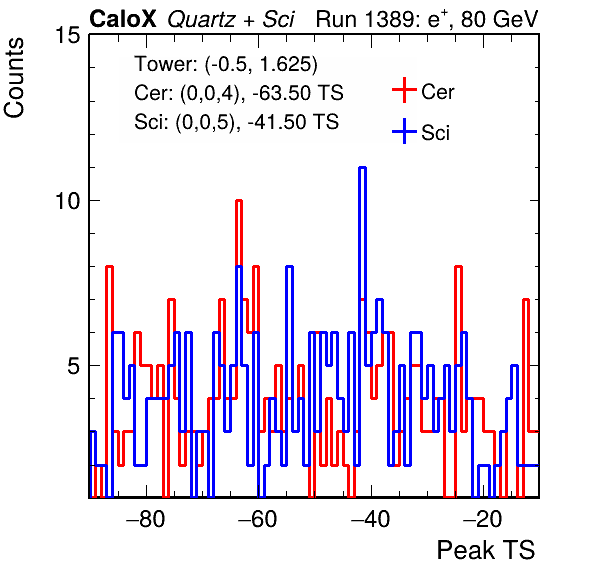 CaloX Quartz + Sci Run 1389: e+, 80 GeV
Counts
15
10
5
Tower: (-0.5, 1.625)
Cer: (0,0,4), -63.50 TS
Sci: (0,0,5), -41.50 TS
Cer
Sci
−80 −60 −40 −20
Peak TS